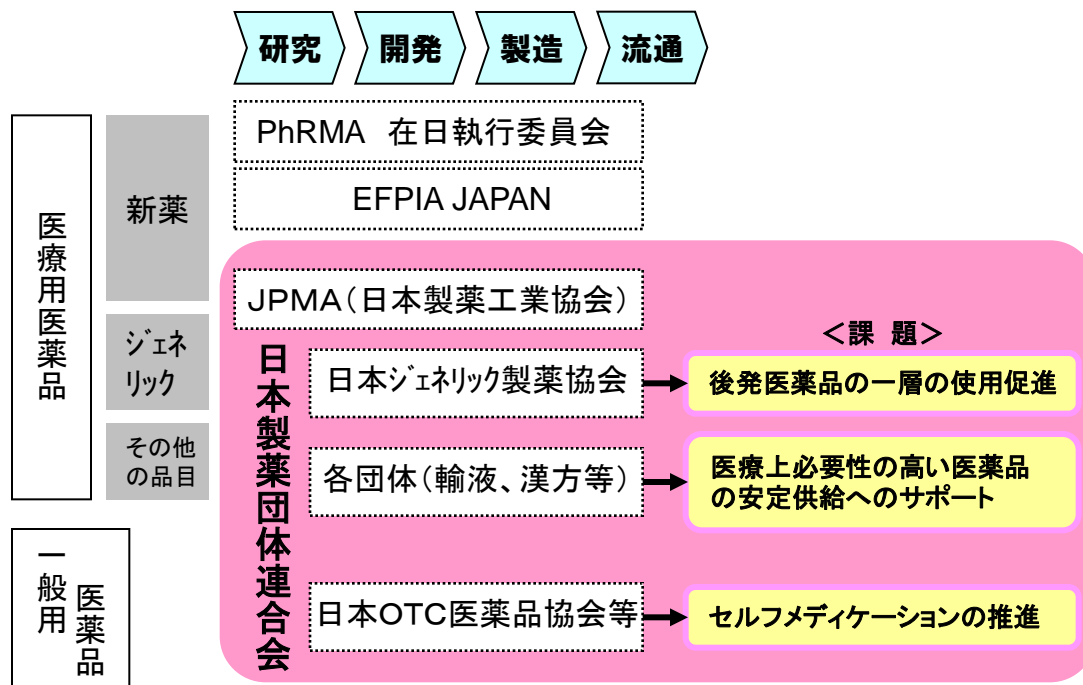 研究 開発 製造 流通
PhRMA 在日執行委員会
EFPIA JAPAN
医療用医薬品
新薬
JPMA(日本製薬工業協会)
ジェネ
リック
日本製薬団体連合会
<課 題>
日本ジェネリック製薬協会
後発医薬品の一層の使用促進
その他
の品目
各団体(輸液、漢方等)
医療上必要性の高い医薬品
の安定供給へのサポート
一般用
医薬品
日本OTC医薬品協会等
セルフメディケーションの推進